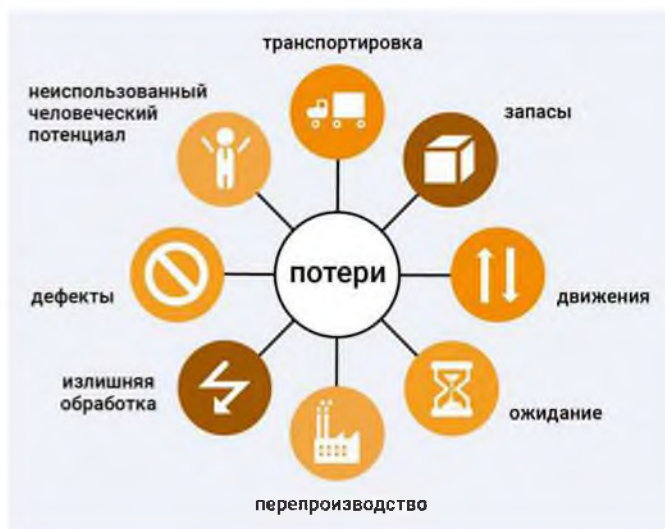 транспортировка
неиспользованный
человеческий
потенциал
запасы
потери
дефекты
движения
излишняя
обработка
ожидание
перепроизводство